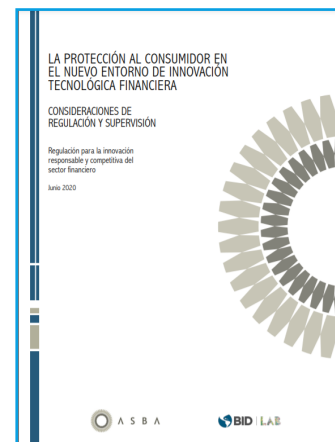 LA PROTECCIÓN AL CONSUMIDOR EN
EL NUEVO ENTORNO DE INNOVACIÓN
TECNOLÓGICA FINANCIERA
CONSIDERACIONES DE
REGULACIÓN Y SUPERVISIÓN
Regulación para la innovación
responsable y competitiva del
sector financiero
Junio 2020
A S B A
BID | LAB